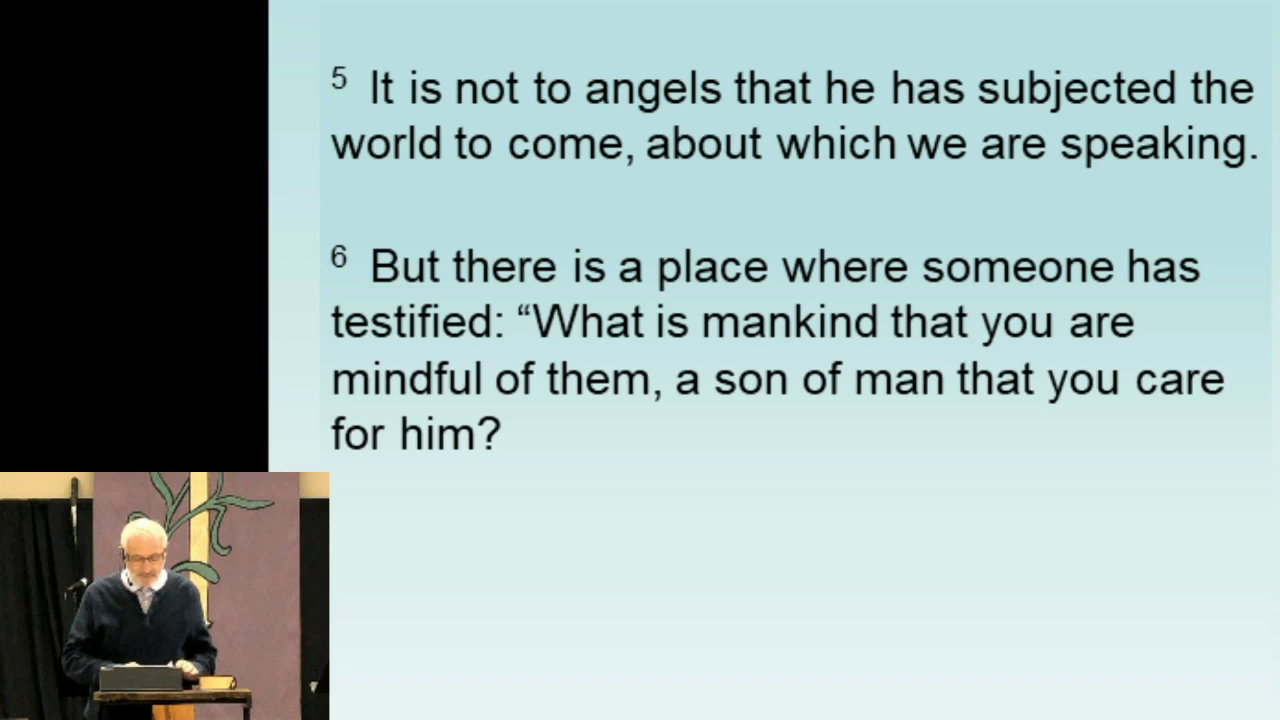 5 It is not to angels that he has subjected the
world to come, about which we are speaking.
6 But there is a place where someone has
testified: “What is mankind that you are
mindful of them, a son of man that you care
for him?